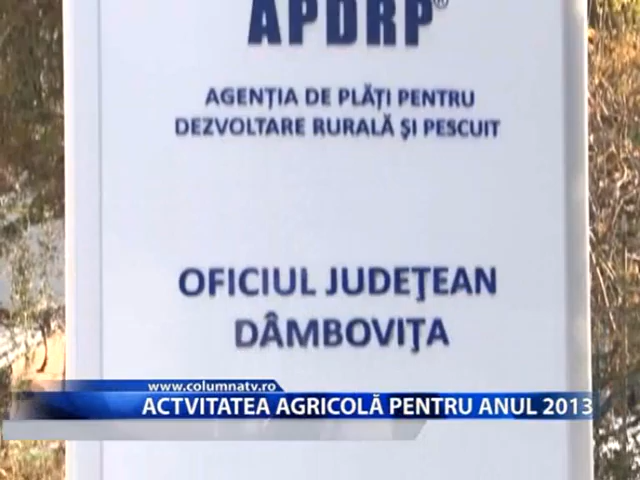 APDRP®
AGENŢIA DE PLĂŢI PENTRU
DEZVOLTARE RURALĂ ŞI PESCUIT
OFICIUL JUDEŢEAN
DÂMBOVIŢA
www.columnatv.ro
ACTVITATEA AGRICOLĂ PENTRU ANUL 2013